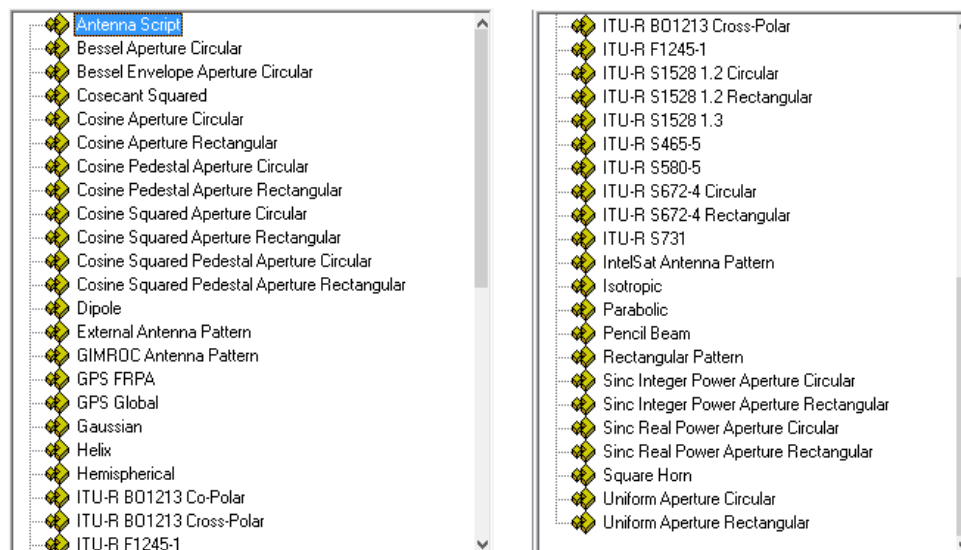 Antenna Script
Bessel Aperture Circular
Bessel Envelope Aperture Circular
Cosecant Squared
Cosine Aperture Circular
Cosine Aperture Rectangular
Cosine Pedestal Aperture Circular
Cosine Pedestal Aperture Rectangular
Cosine Squared Aperture Circular
Cosine Squared Aperture Rectangular
Cosine Squared Pedestal Aperture Circular
Cosine Squared Pedestal Aperture Rectangular
Dipole
External Antenna Pattern
GIMROC Antenna Pattern
GPS FRPA
GPS Global
Gaussian
Helix
Hemispherical
ITU-R BO1213 Co-Polar
ITU-R BO1213 Cross-Polar
ITU-R F1245-1
ITU-R BO1213 Cross-Polar
ITU-R F1245-1
ITU-R S1528 1.2 Circular
ITU-R S1528 1.2 Rectangular
ITU-R S1528 1.3
ITU-R S465-5
ITU-R S580-5
ITU-R S672-4 Circular
ITU-R S672-4 Rectangular
ITU-R S731
IntelSat Antenna Pattern
Isotropic
Parabolic
Pencil Beam
Rectangular Pattern
Sinc Integer Power Aperture Circular
Sinc Integer Power Aperture Rectangular
Sinc Real Power Aperture Circular
Sinc Real Power Aperture Rectangular
Square Horn
Uniform Aperture Circular
Uniform Aperture Rectangular